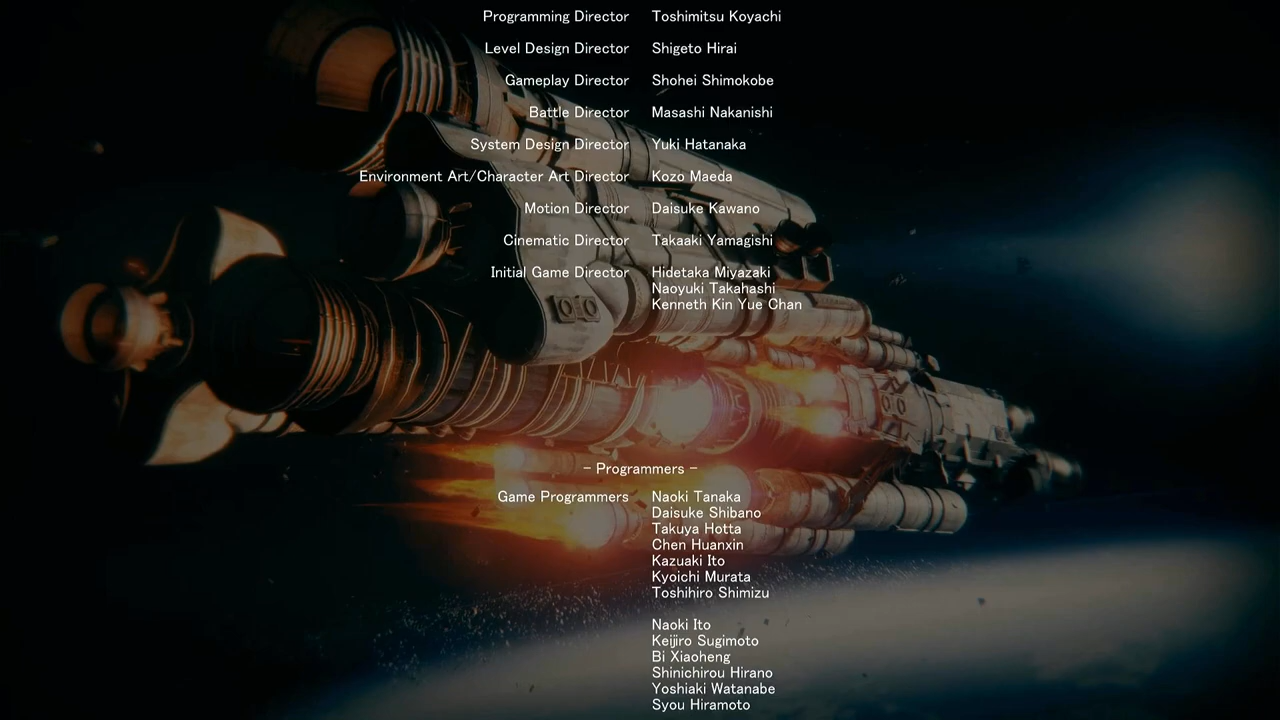 Programming Director Toshimitsu Koyachi
Level Design Director Shigeto Hirai
Gameplay Director Shohei Shimokobe
Battle Director Masashi Nakanishi
System Design Director Yuki Hatanaka
Environment Art/Character Art Director Kozo Maeda
Motion Director Daisuke Kawano
Cinematic Director Takaaki Yamagishi
Initial Game Director Hidetaka Miyazaki
Naoyuki Takahashi
Kenneth Kin Yue Chan
- Programmers -
Game Programmers Naoki Tanaka
Daisuke Shibano
Takuya Hotta
Chen Huanxin
Kazuaki Ito
Kyoichi Murata
Toshihiro Shimizu
Naoki Ito
Keijiro Sugimoto
Bi Xiaoheng
Shinichirou Hirano
Yoshiaki Watanabe
Syou Hiramoto